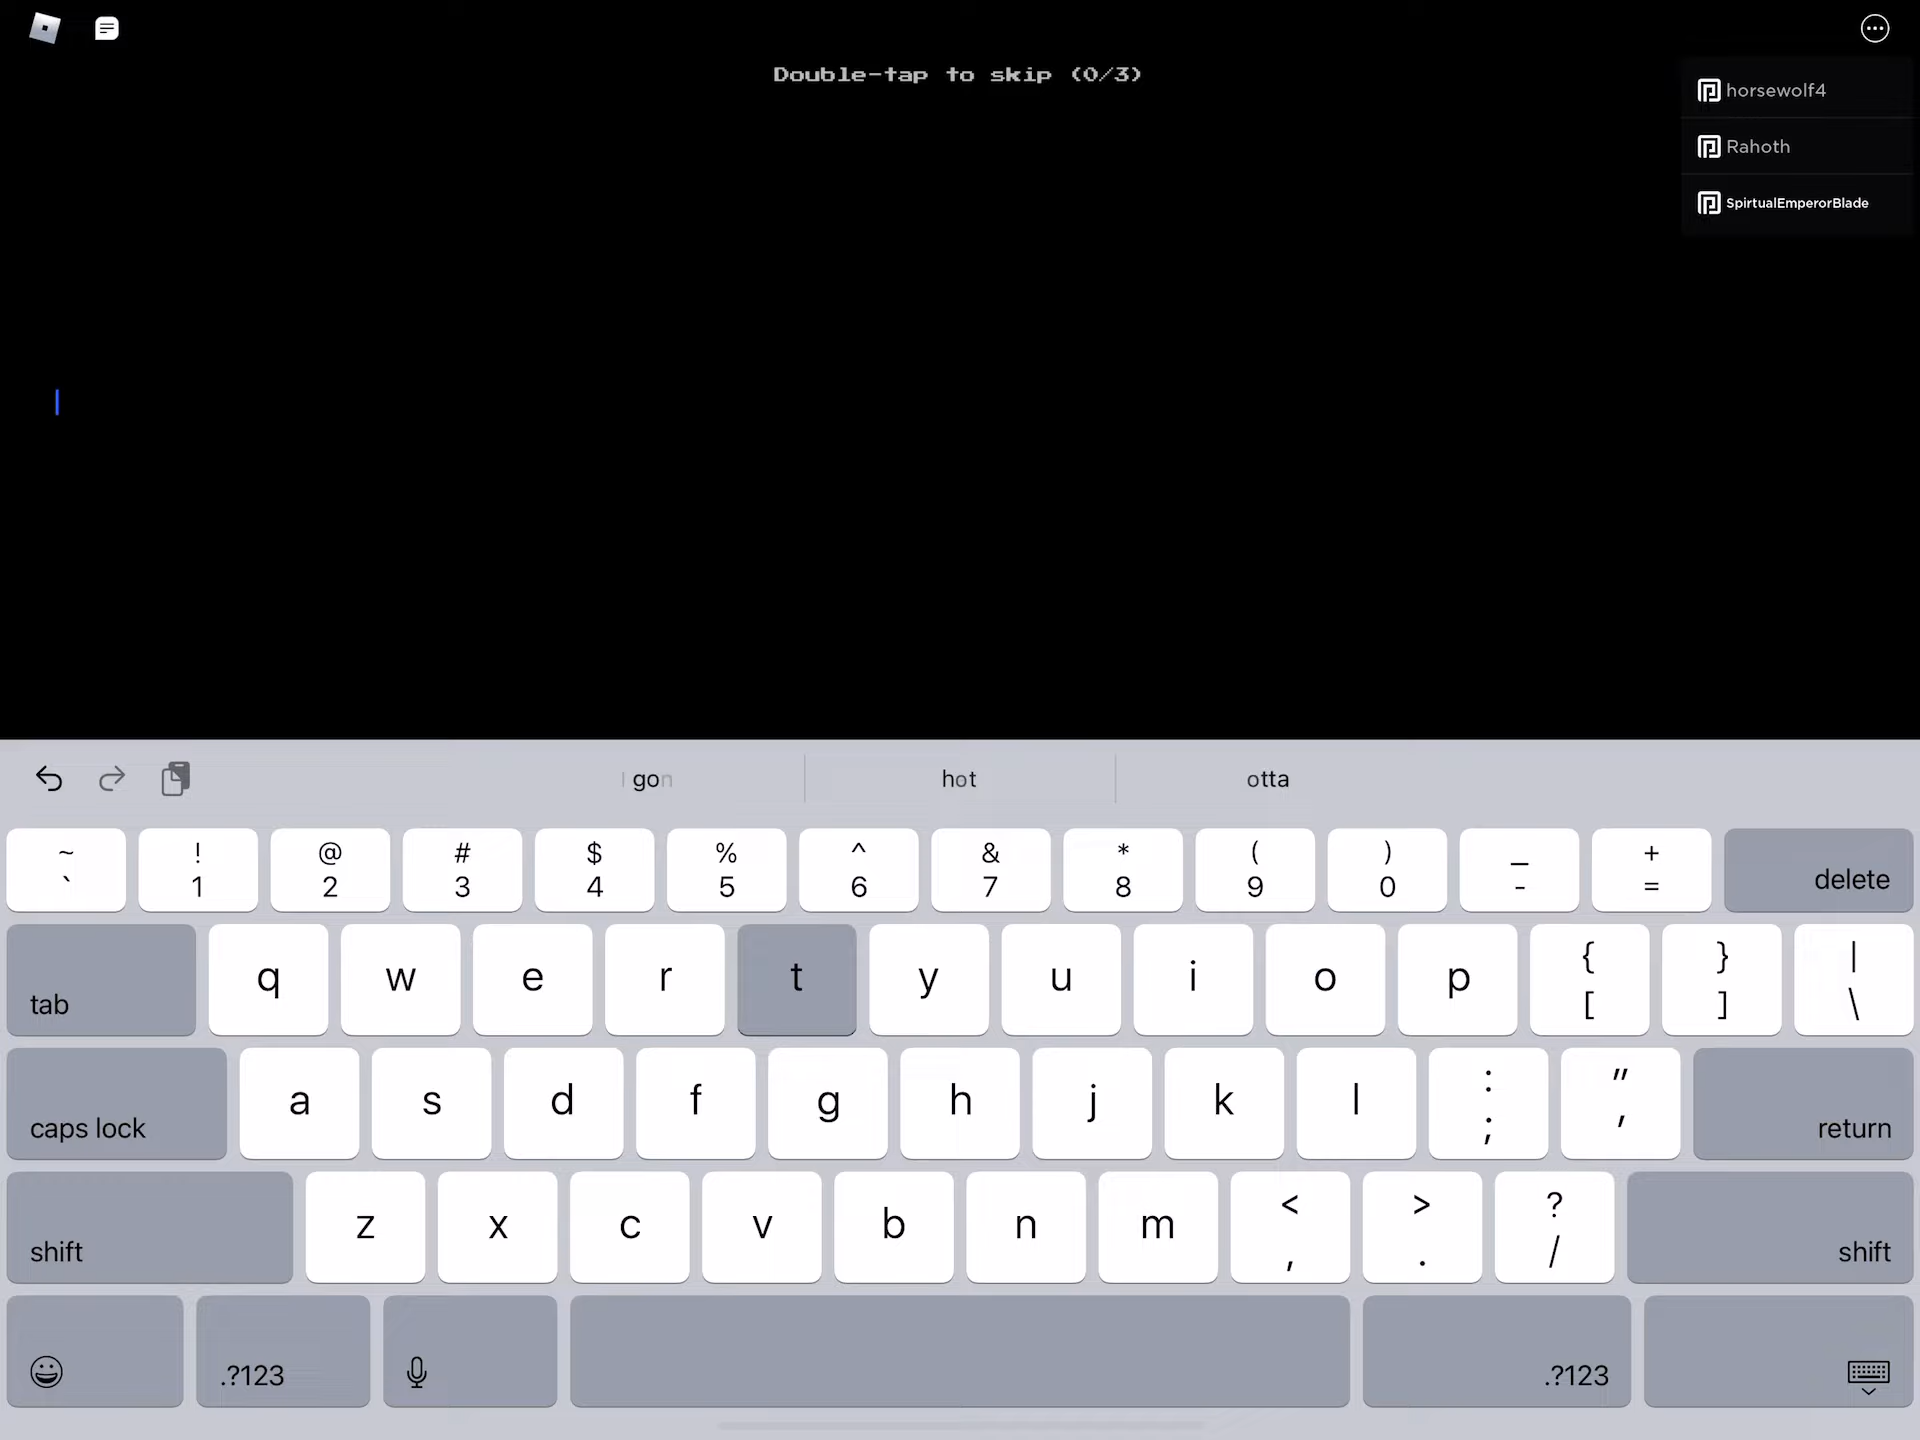 Double-tap to skip (0/3)
horsewolf4
Rahoth
SpirtualEmperorBlade
gon
hot
otta
~ ! @ # $ % ^ & * ( ) _ +
` 1 2 3 4 5 6 7 8 9 0 - = delete
tab q w e r t y u i o p { [ } ] | \
caps lock a s d f g h j k l : ; " ' return
shift z x c v b n m < , > . ? / shift
.?123 .?123